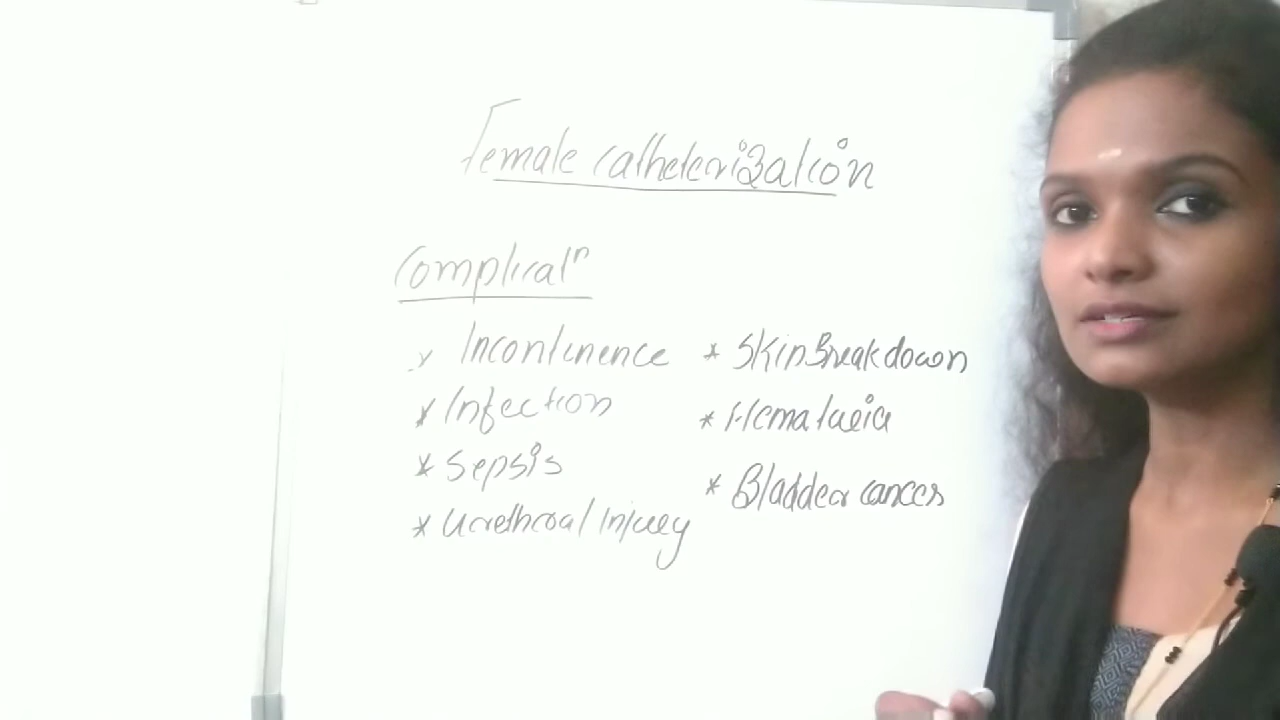 Female catheterization
Complicatⁿ
* Incontinence
* Infection
* Sepsis
* Urethral Injury
* Skin Breakdown
* Hematuria
* Bladder cancer